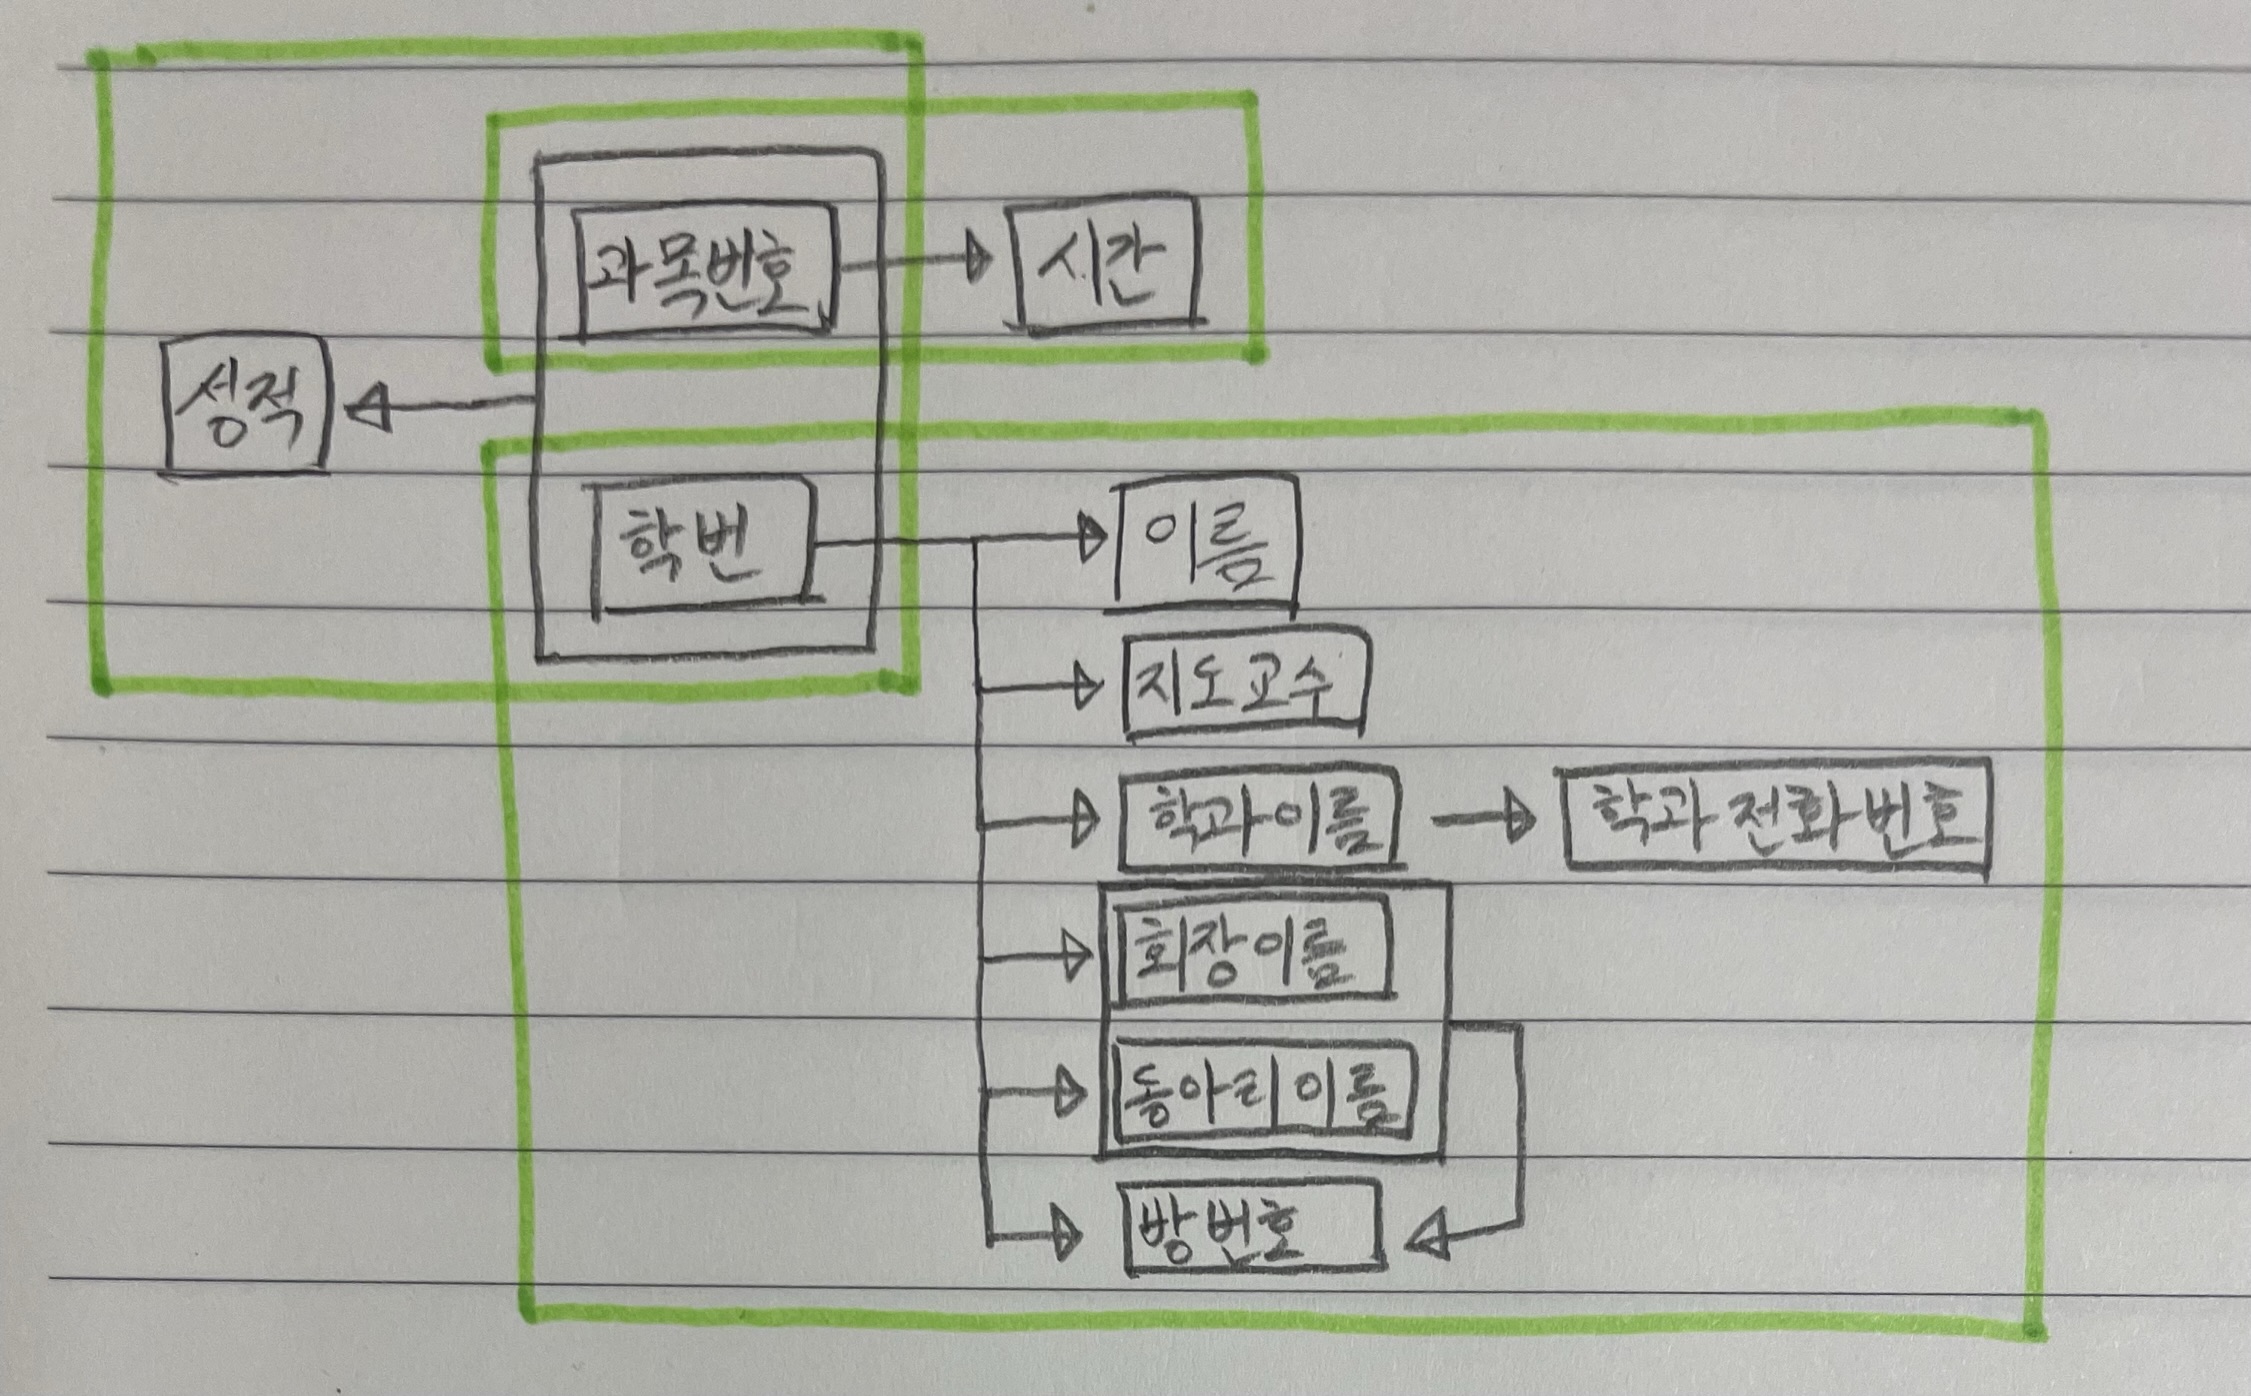 과목번호
시간
성적
학번
이름
지도교수
학과이름
학과 전화 번호
회장이름
동아리 이름
방번호